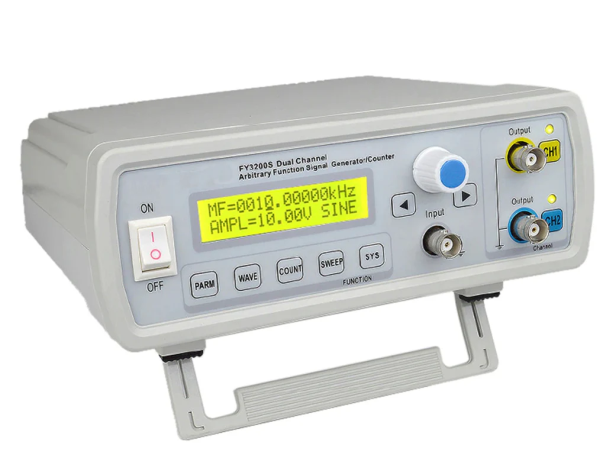 FY3200S Dual Channel
Arbitrary Function Signal Generator/Counter
MF=0010.00000kHz
AMPL=10.00V SINE
ON
OFF
PARM
WAVE
COUNT
SWEEP
SYS
FUNCTION
Input
Output
CH1
Output
CH2
Channel